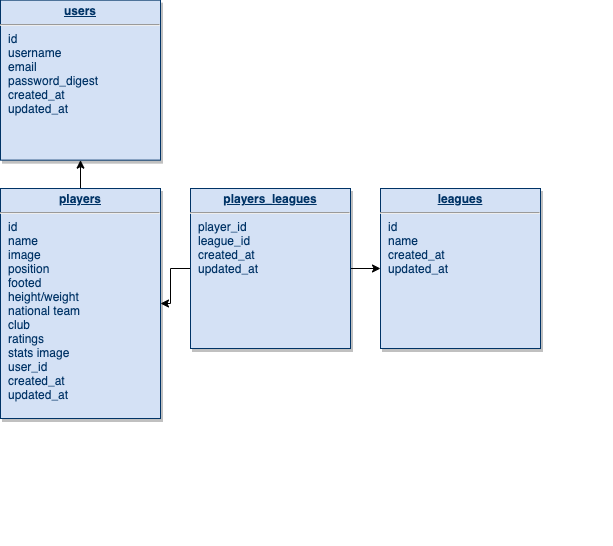 users
id
username
email
password_digest
created_at
updated_at
players
id
name
image
position
footed
height/weight
national team
club
ratings
stats image
user_id
created_at
updated_at
players_leagues
player_id
league_id
created_at
updated_at
leagues
id
name
created_at
updated_at